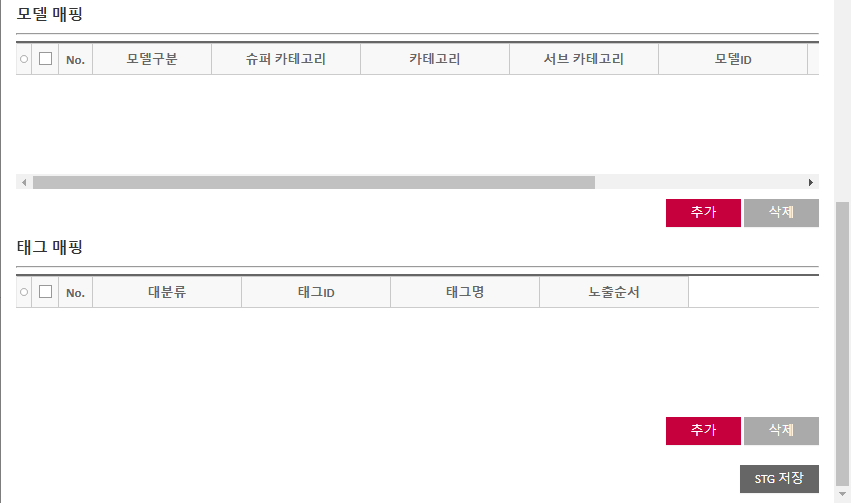 모델 매핑
No. 모델구분 슈퍼 카테고리 카테고리 서브 카테고리 모델ID
추가 삭제
태그 매핑
No. 대분류 태그ID 태그명 노출순서
추가 삭제
STG 저장